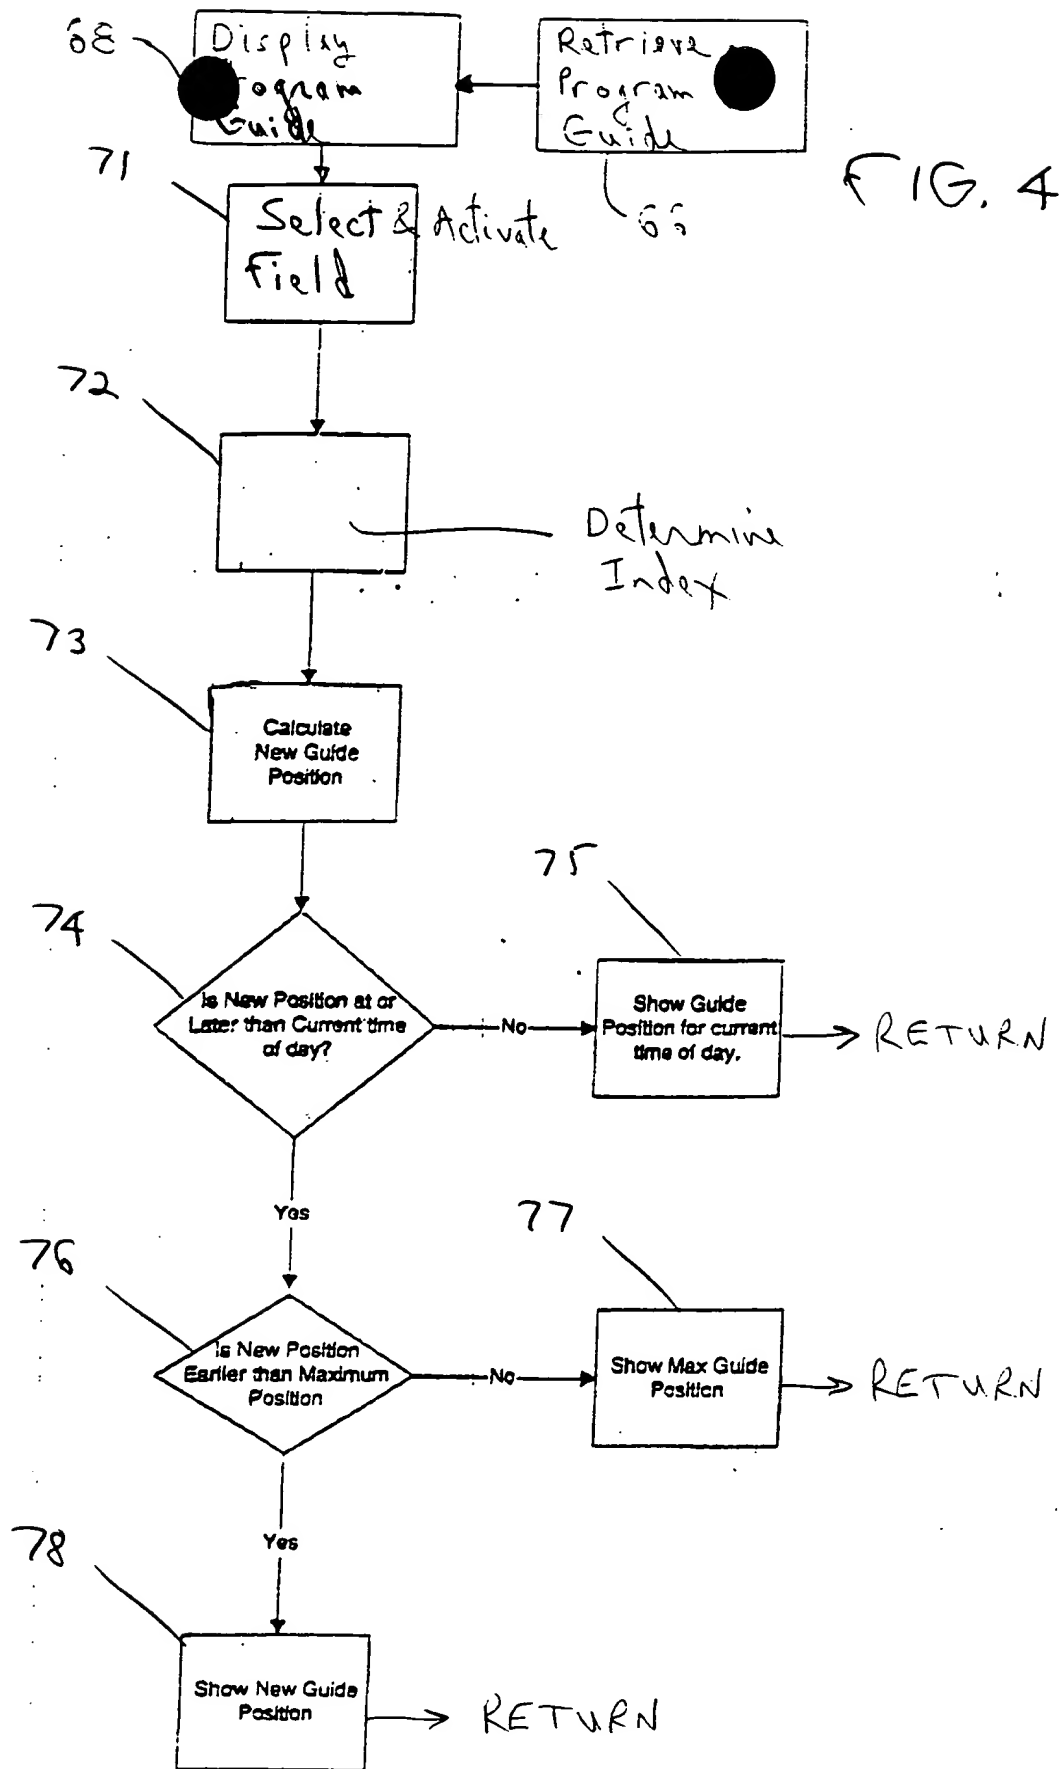 68
Display
Program
Guide
Retrieve
Program
Guide
FIG. 4
71
Select & Activate
Field
72
Determine
Index
73
Calculate
New Guide
Position
74
Is New Position at or
Later than Current time
of day?
No
75
Show Guide
Position for current
time of day.
RETURN
Yes
76
Is New Position
Earlier than Maximum
Position
No
77
Show Max Guide
Position
RETURN
Yes
78
Show New Guide
Position
RETURN